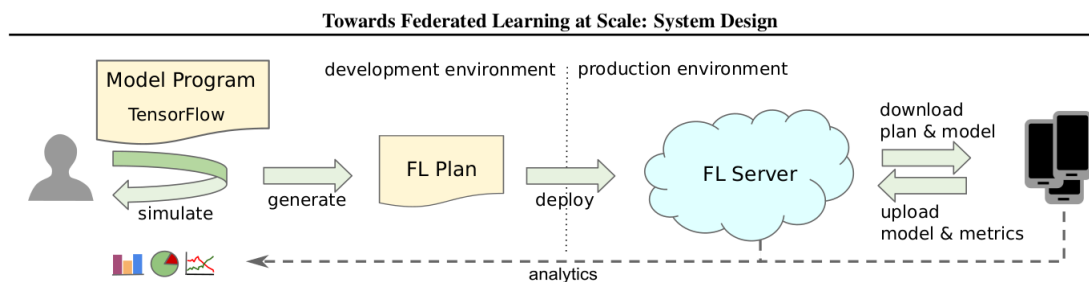 Towards Federated Learning at Scale: System Design
development environment
production environment
Model Program
TensorFlow
simulate
generate
FL Plan
deploy
FL Server
download
plan & model
upload
model & metrics
analytics